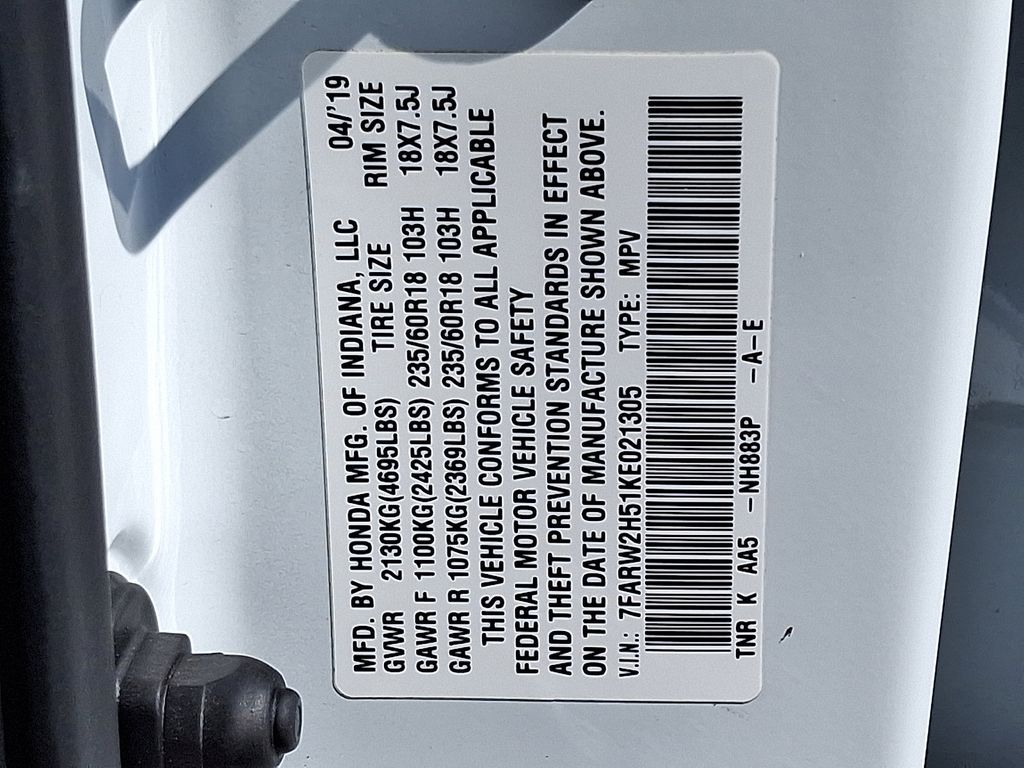 MFD. BY HONDA MFG. OF INDIANA, LLC 04/'19
GVWR 2130KG(4695LBS) TIRE SIZE RIM SIZE
GAWR F 1100KG(2425LBS) 235/60R18 103H 18X7.5J
GAWR R 1075KG(2369LBS) 235/60R18 103H 18X7.5J
THIS VEHICLE CONFORMS TO ALL APPLICABLE
FEDERAL MOTOR VEHICLE SAFETY
AND THEFT PREVENTION STANDARDS IN EFFECT
ON THE DATE OF MANUFACTURE SHOWN ABOVE.
V.I.N.: 7FARW2H51KE021305 TYPE: MPV
TNR K AA5 -NH883P -A-E